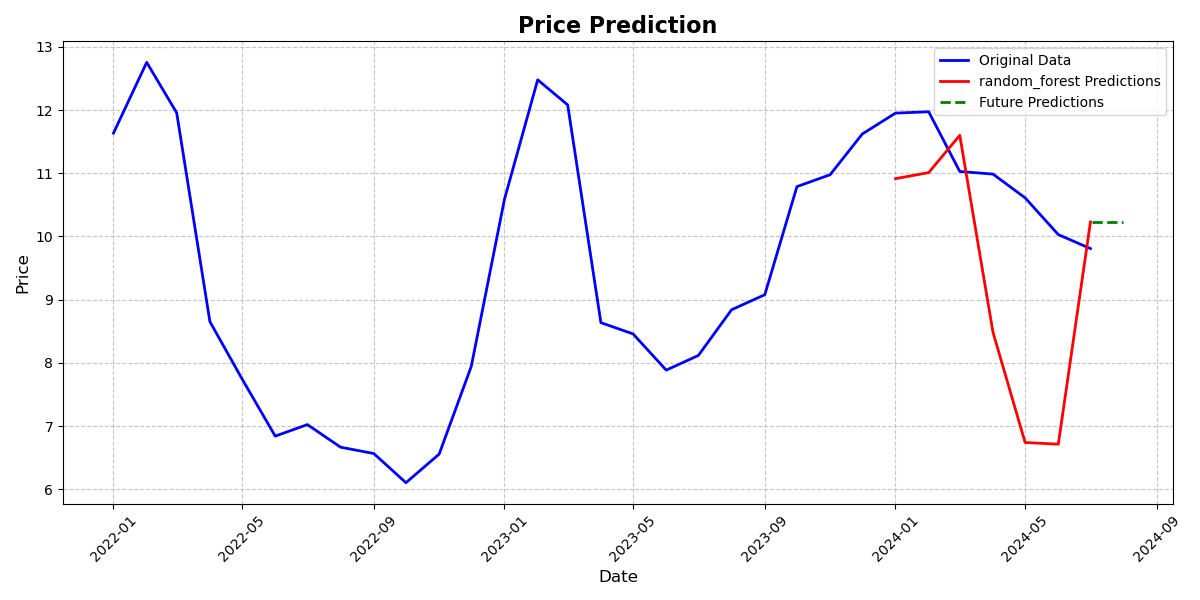 Price Prediction
Original Data
random_forest Predictions
Future Predictions
Price
13
12
11
10
9
8
7
6
2022-01
2022-05
2022-09
2023-01
2023-05
2023-09
2024-01
2024-05
2024-09
Date